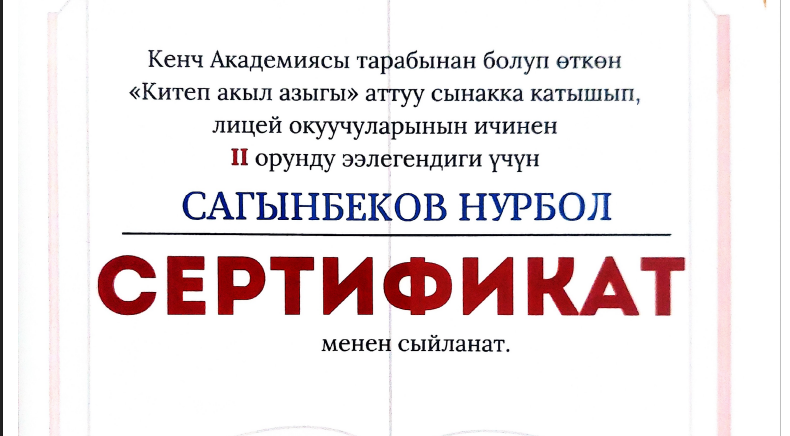 Кенч Академиясы тарабынан болуп өткөн
«Китеп акыл азыгы» аттуу сынакка катышып,
лицей окуучуларынын ичинен
II орунду ээлегендиги үчүн
САГЫНБЕКОВ НУРБОЛ
СЕРТИФИКАТ
менен сыйланат.